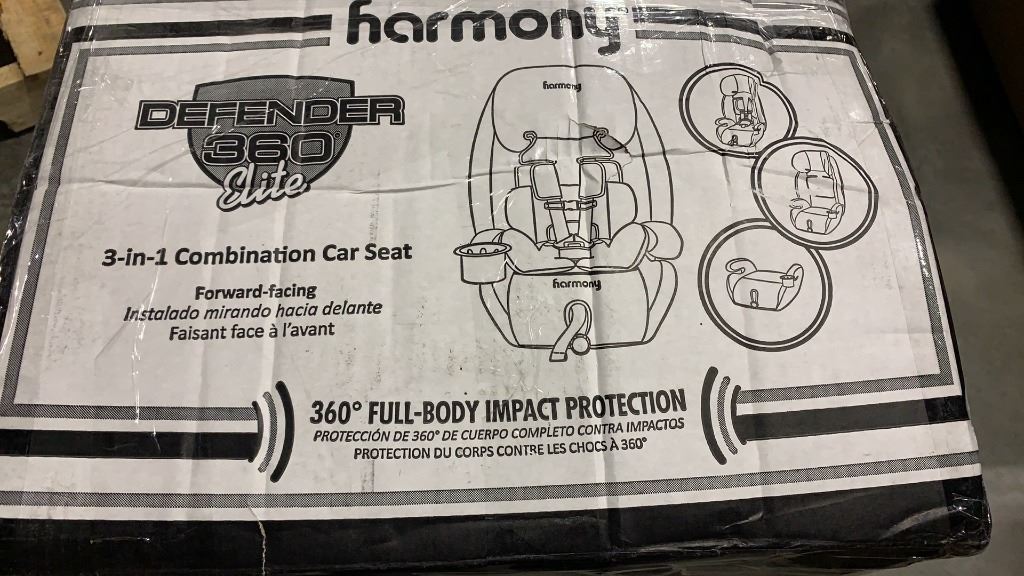 harmony
DEFENDER
360°
Elite
3-in-1 Combination Car Seat
Forward-facing
Instalado mirando hacia delante
Faisant face à l'avant
harmony
harmony
360° FULL-BODY IMPACT PROTECTION
PROTECCIÓN DE 360° DE CUERPO COMPLETO CONTRA IMPACTOS
PROTECTION DU CORPS CONTRE LES CHOCS À 360°